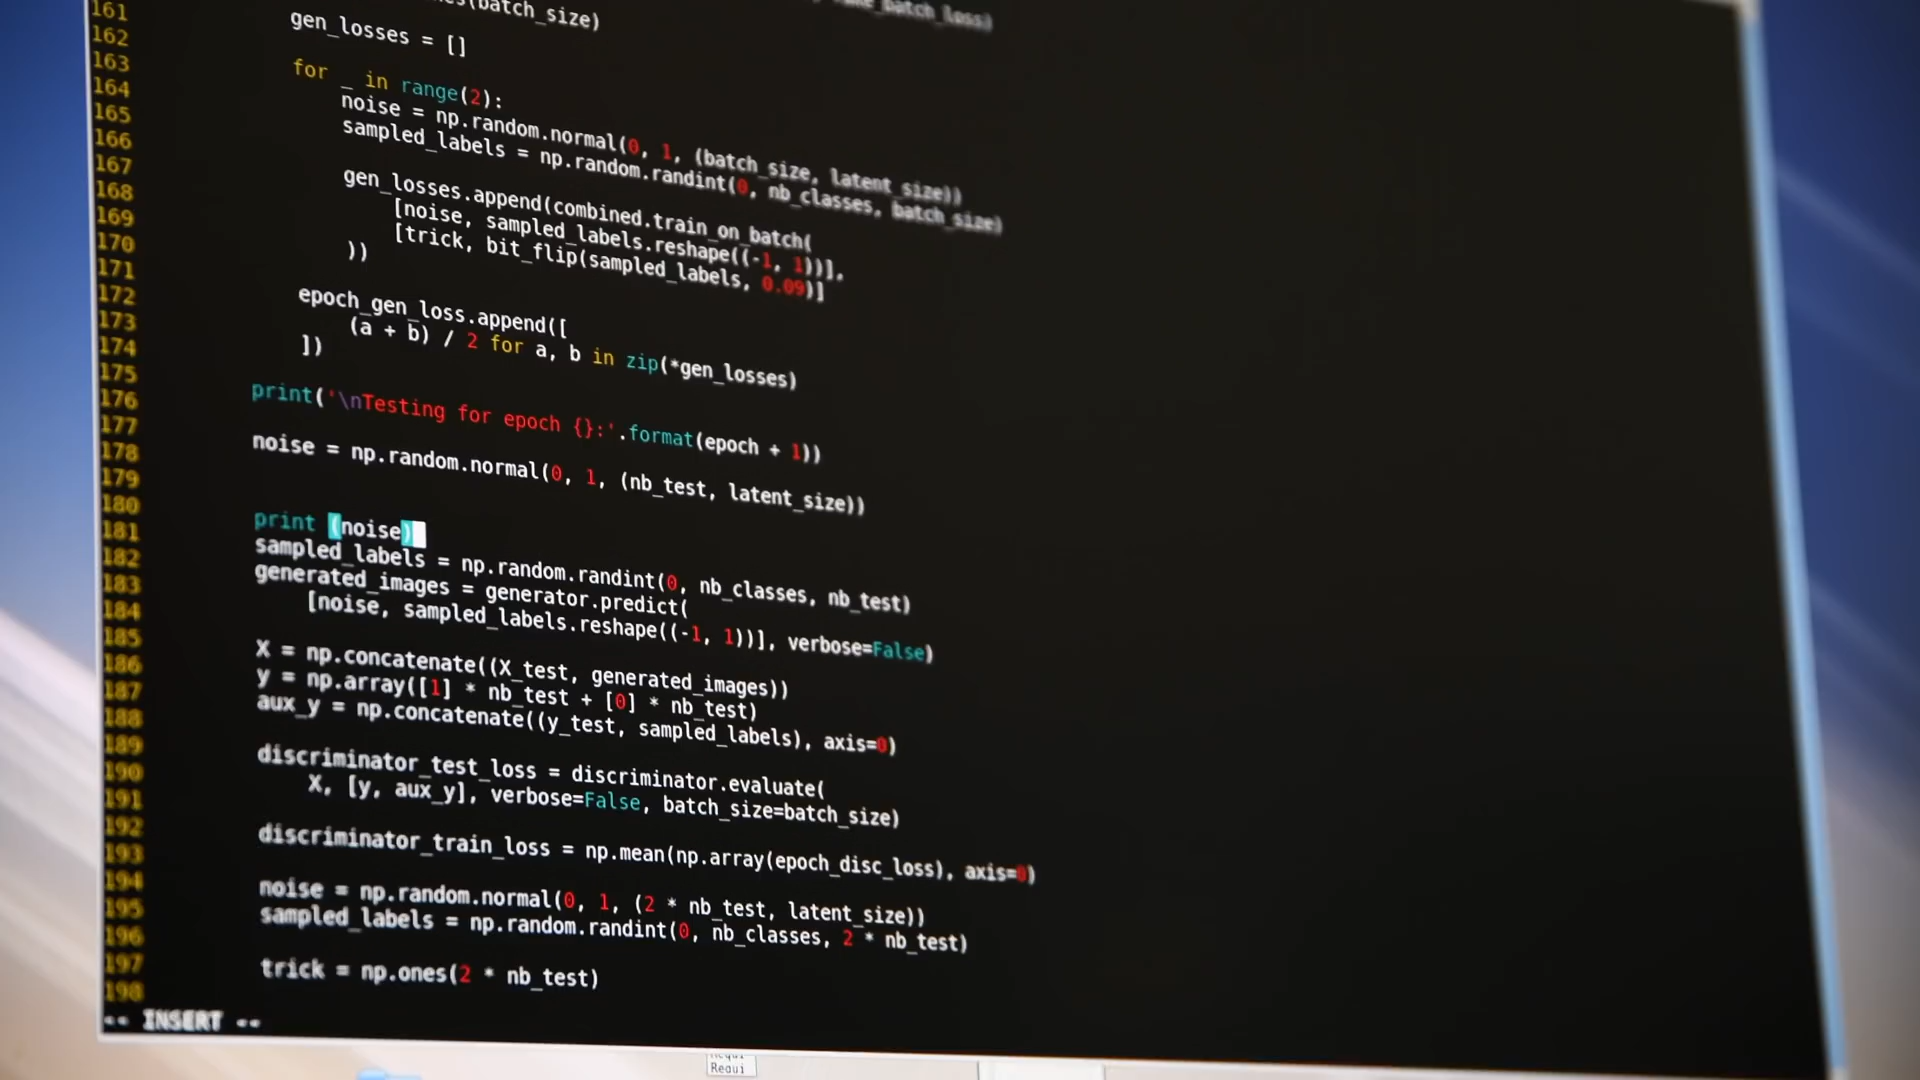 161
162 gen_losses = []
163
164 for _ in range(2):
165 noise = np.random.normal(0, 1, (batch_size, latent_size))
166 sampled_labels = np.random.randint(0, nb_classes, batch_size)
167
168 gen_losses.append(combined.train_on_batch(
169 [noise, sampled_labels.reshape((-1, 1))],
170 [trick, bit_flip(sampled_labels, 0.09)]
171 ))
172
173 epoch_gen_loss.append([
174 (a + b) / 2 for a, b in zip(*gen_losses)
175 ])
176
177 print('\nTesting for epoch {}:'.format(epoch + 1))
178
179 noise = np.random.normal(0, 1, (nb_test, latent_size))
180
181 print (noise)
182 sampled_labels = np.random.randint(0, nb_classes, nb_test)
183 generated_images = generator.predict(
184 [noise, sampled_labels.reshape((-1, 1))], verbose=False)
185
186 X = np.concatenate((X_test, generated_images))
187 y = np.array([1] * nb_test + [0] * nb_test)
188 aux_y = np.concatenate((y_test, sampled_labels), axis=0)
189
190 discriminator_test_loss = discriminator.evaluate(
191 X, [y, aux_y], verbose=False, batch_size=batch_size)
192
193 discriminator_train_loss = np.mean(np.array(epoch_disc_loss), axis=0)
194
195 noise = np.random.normal(0, 1, (2 * nb_test, latent_size))
196 sampled_labels = np.random.randint(0, nb_classes, 2 * nb_test)
197
198 trick = np.ones(2 * nb_test)
-- INSERT --
Requi